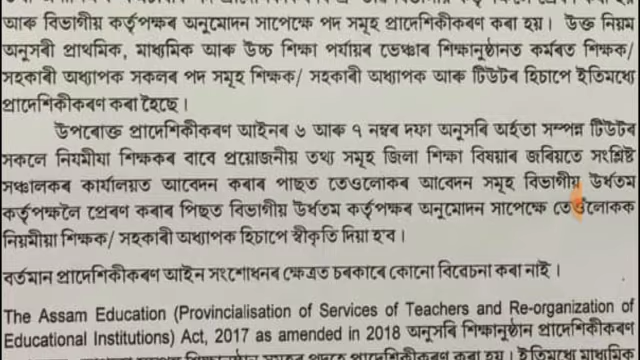 আৰু বিভাগীয় কৰ্তৃপক্ষৰ অনুমোদন সাপেক্ষে পদ সমূহ প্ৰাদেশিকীকৰণ কৰা হয়। উক্ত নিয়ম
অনুসৰী প্ৰাথমিক, মাধ্যমিক আৰু উচ্চ শিক্ষা পৰ্যায়ৰ ভেঞ্চাৰ শিক্ষানুষ্ঠানত কৰ্মৰত শিক্ষক/
সহকাৰী অধ্যাপক সকলৰ পদ সমূহ শিক্ষক/ সহকাৰী অধ্যাপক আৰু টিউটৰ হিচাপে ইতিমধ্যে
প্ৰাদেশিকীকৰণ কৰা হৈছে।
উপৰোক্ত প্ৰাদেশিকীকৰণ আইনৰ ৬ আৰু ৭ নম্বৰ দফা অনুসৰি অৰ্হতা সম্পন্ন টিউটৰ
সকলে নিযমীয়া শিক্ষকৰ বাবে প্ৰয়োজনীয় তথ্য সমূহ জিলা শিক্ষা বিষয়াৰ জৰিয়তে সংশ্লিষ্ট
সঞ্চালকৰ কাৰ্যালয়ত আবেদন কৰাৰ পাছত তেওঁলোকৰ আবেদন সমূহ বিভাগীয় উৰ্ধতম
কৰ্তৃপক্ষলৈ প্ৰেৰণ কৰাৰ পিছত বিভাগীয় উৰ্ধতম কৰ্তৃপক্ষৰ অনুমোদন সাপেক্ষে তেওঁলোকক
নিয়মীয়া শিক্ষক/ সহকাৰী অধ্যাপক হিচাপে স্বীকৃতি দিয়া হ'ব।
বৰ্তমান প্ৰাদেশিকীকৰণ আইন সংশোধনৰ ক্ষেত্ৰত চৰকাৰে কোনো বিবেচনা কৰা নাই।
The Assam Education (Provincialisation of Services of Teachers and Re-organization of
Educational Institutions) Act, 2017 as amended in 2018 অনুসৰি শিক্ষানুষ্ঠান প্ৰাদেশিকীকৰণ